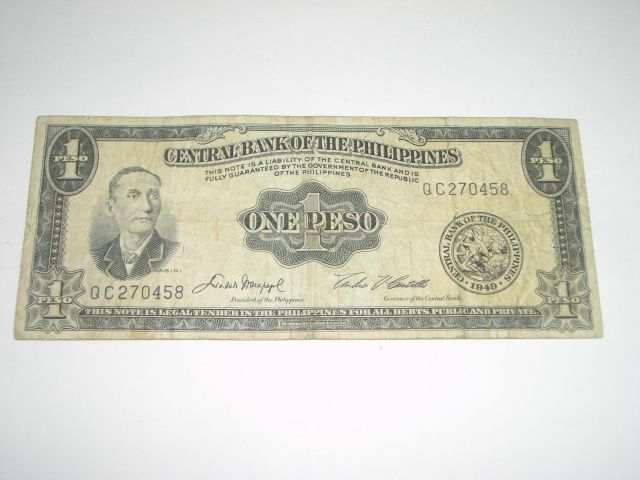 1 PESO
CENTRAL BANK OF THE PHILIPPINES
1 PESO
THIS NOTE IS A LIABILITY OF THE CENTRAL BANK AND IS
FULLY GUARANTEED BY THE GOVERNMENT OF THE REPUBLIC
OF THE PHILIPPINES
QC270458
1
ONE PESO
CENTRAL BANK OF THE PHILIPPINES
· 1949 ·
MABINI
QC270458
President of the Philippines
Governor of the Central Bank
1 PESO
1 PESO
THIS NOTE IS LEGAL TENDER IN THE PHILIPPINES FOR ALL DEBTS PUBLIC AND PRIVATE